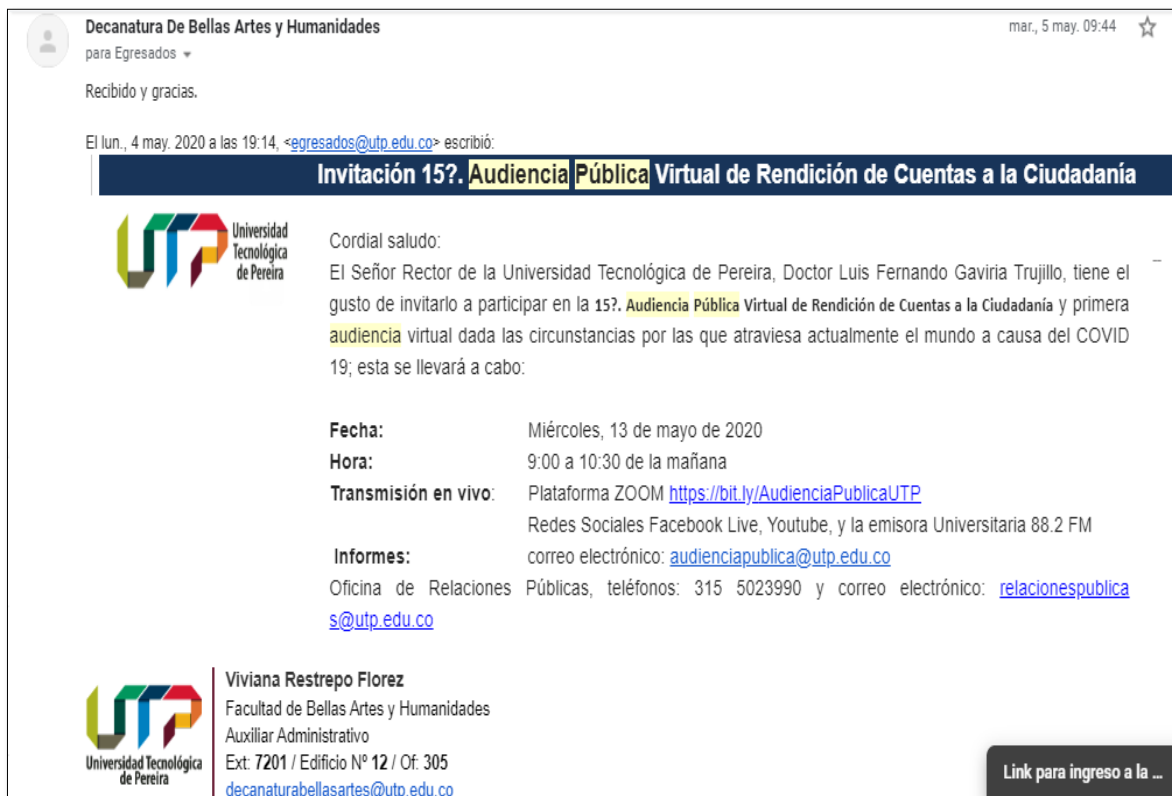 Decanatura De Bellas Artes y Humanidades
mar., 5 may. 09:44
para Egresados
Recibido y gracias.
El lun., 4 may. 2020 a las 19:14, <egresados@utp.edu.co> escribió:
Invitación 15?. Audiencia Pública Virtual de Rendición de Cuentas a la Ciudadanía
UTP
Universidad
Tecnológica
de Pereira
Cordial saludo:
El Señor Rector de la Universidad Tecnológica de Pereira, Doctor Luis Fernando Gaviria Trujillo, tiene el
gusto de invitarlo a participar en la 15?. Audiencia Pública Virtual de Rendición de Cuentas a la Ciudadanía y primera
audiencia virtual dada las circunstancias por las que atraviesa actualmente el mundo a causa del COVID
19; esta se llevará a cabo:
Fecha: Miércoles, 13 de mayo de 2020
Hora: 9:00 a 10:30 de la mañana
Transmisión en vivo: Plataforma ZOOM https://bit.ly/AudienciaPublicaUTP
Redes Sociales Facebook Live, Youtube, y la emisora Universitaria 88.2 FM
Informes: correo electrónico: audienciapublica@utp.edu.co
Oficina de Relaciones Públicas, teléfonos: 315 5023990 y correo electrónico: relacionespublica
s@utp.edu.co
UTP
Universidad Tecnológica
de Pereira
Viviana Restrepo Florez
Facultad de Bellas Artes y Humanidades
Auxiliar Administrativo
Ext: 7201 / Edificio Nº 12 / Of: 305
decanaturabellasartes@utp.edu.co
Link para ingreso a la ...